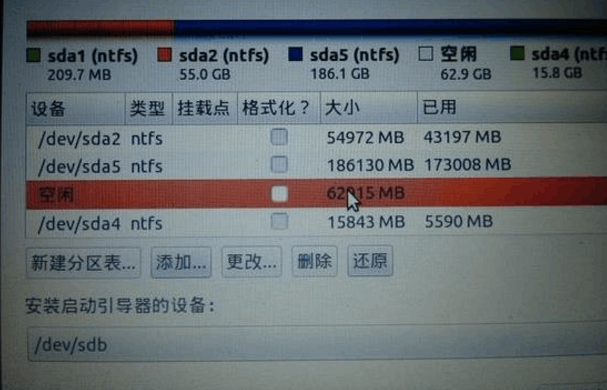 sda1 (ntfs) sda2 (ntfs) sda5 (ntfs) 空闲 sda4 (ntf
209.7 MB 55.0 GB 186.1 GB 62.9 GB 15.8 GB
设备 类型 挂载点 格式化？ 大小 已用
/dev/sda2 ntfs 54972 MB 43197 MB
/dev/sda5 ntfs 186130 MB 173008 MB
空闲 62915 MB
/dev/sda4 ntfs 15843 MB 5590 MB
新建分区表... 添加... 更改... 删除 还原
安装启动引导器的设备：
/dev/sdb